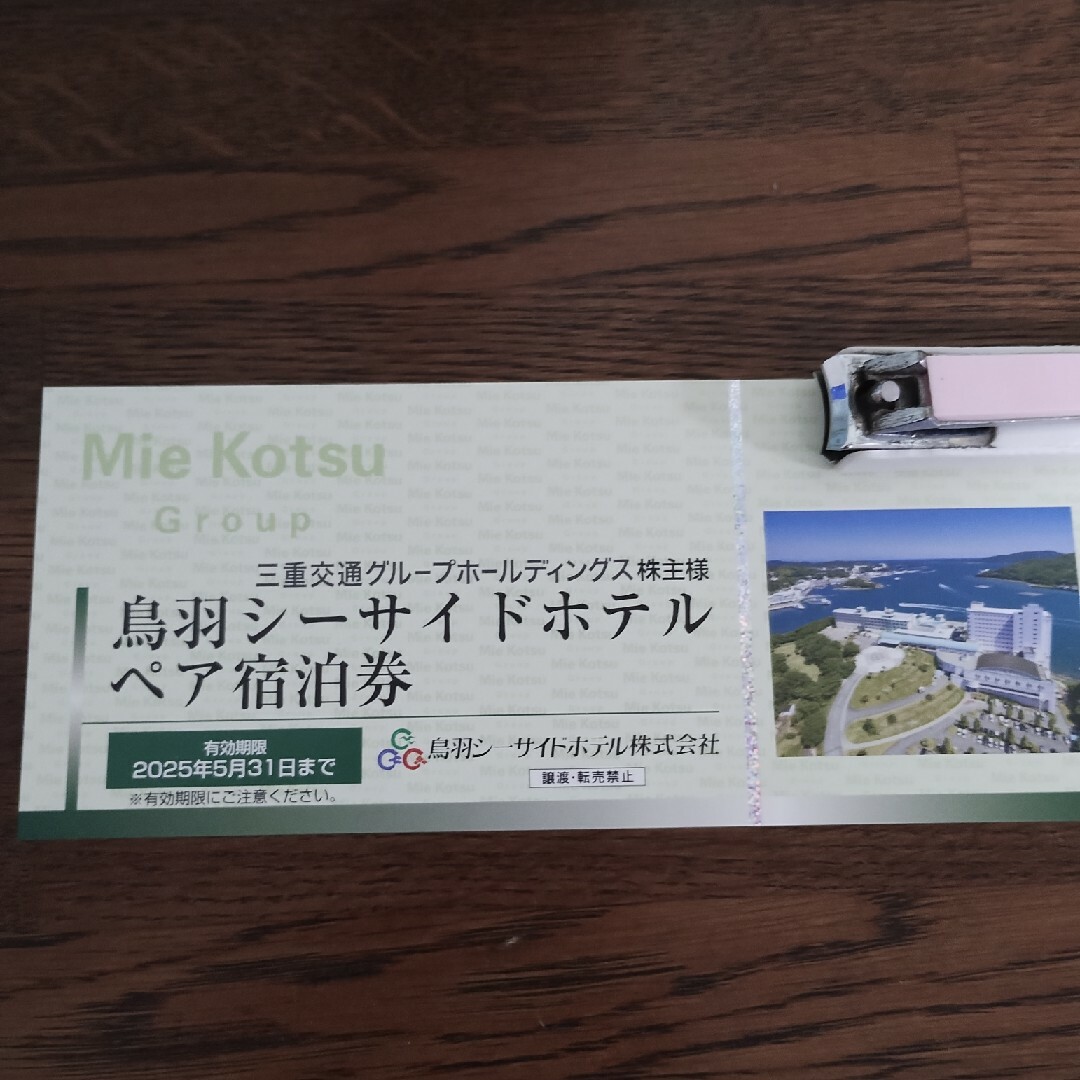 Mie Kotsu
Group
三重交通グループホールディングス株主様
鳥羽シーサイドホテル
ペア宿泊券
有効期限
2025年5月31日まで
※有効期限にご注意ください。
鳥羽シーサイドホテル株式会社
譲渡・転売禁止